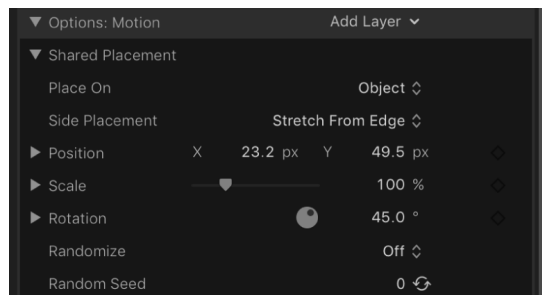 Options: Motion Add Layer
Shared Placement
Place On Object
Side Placement Stretch From Edge
Position X 23.2 px Y 49.5 px
Scale 100 %
Rotation 45.0 °
Randomize Off
Random Seed 0